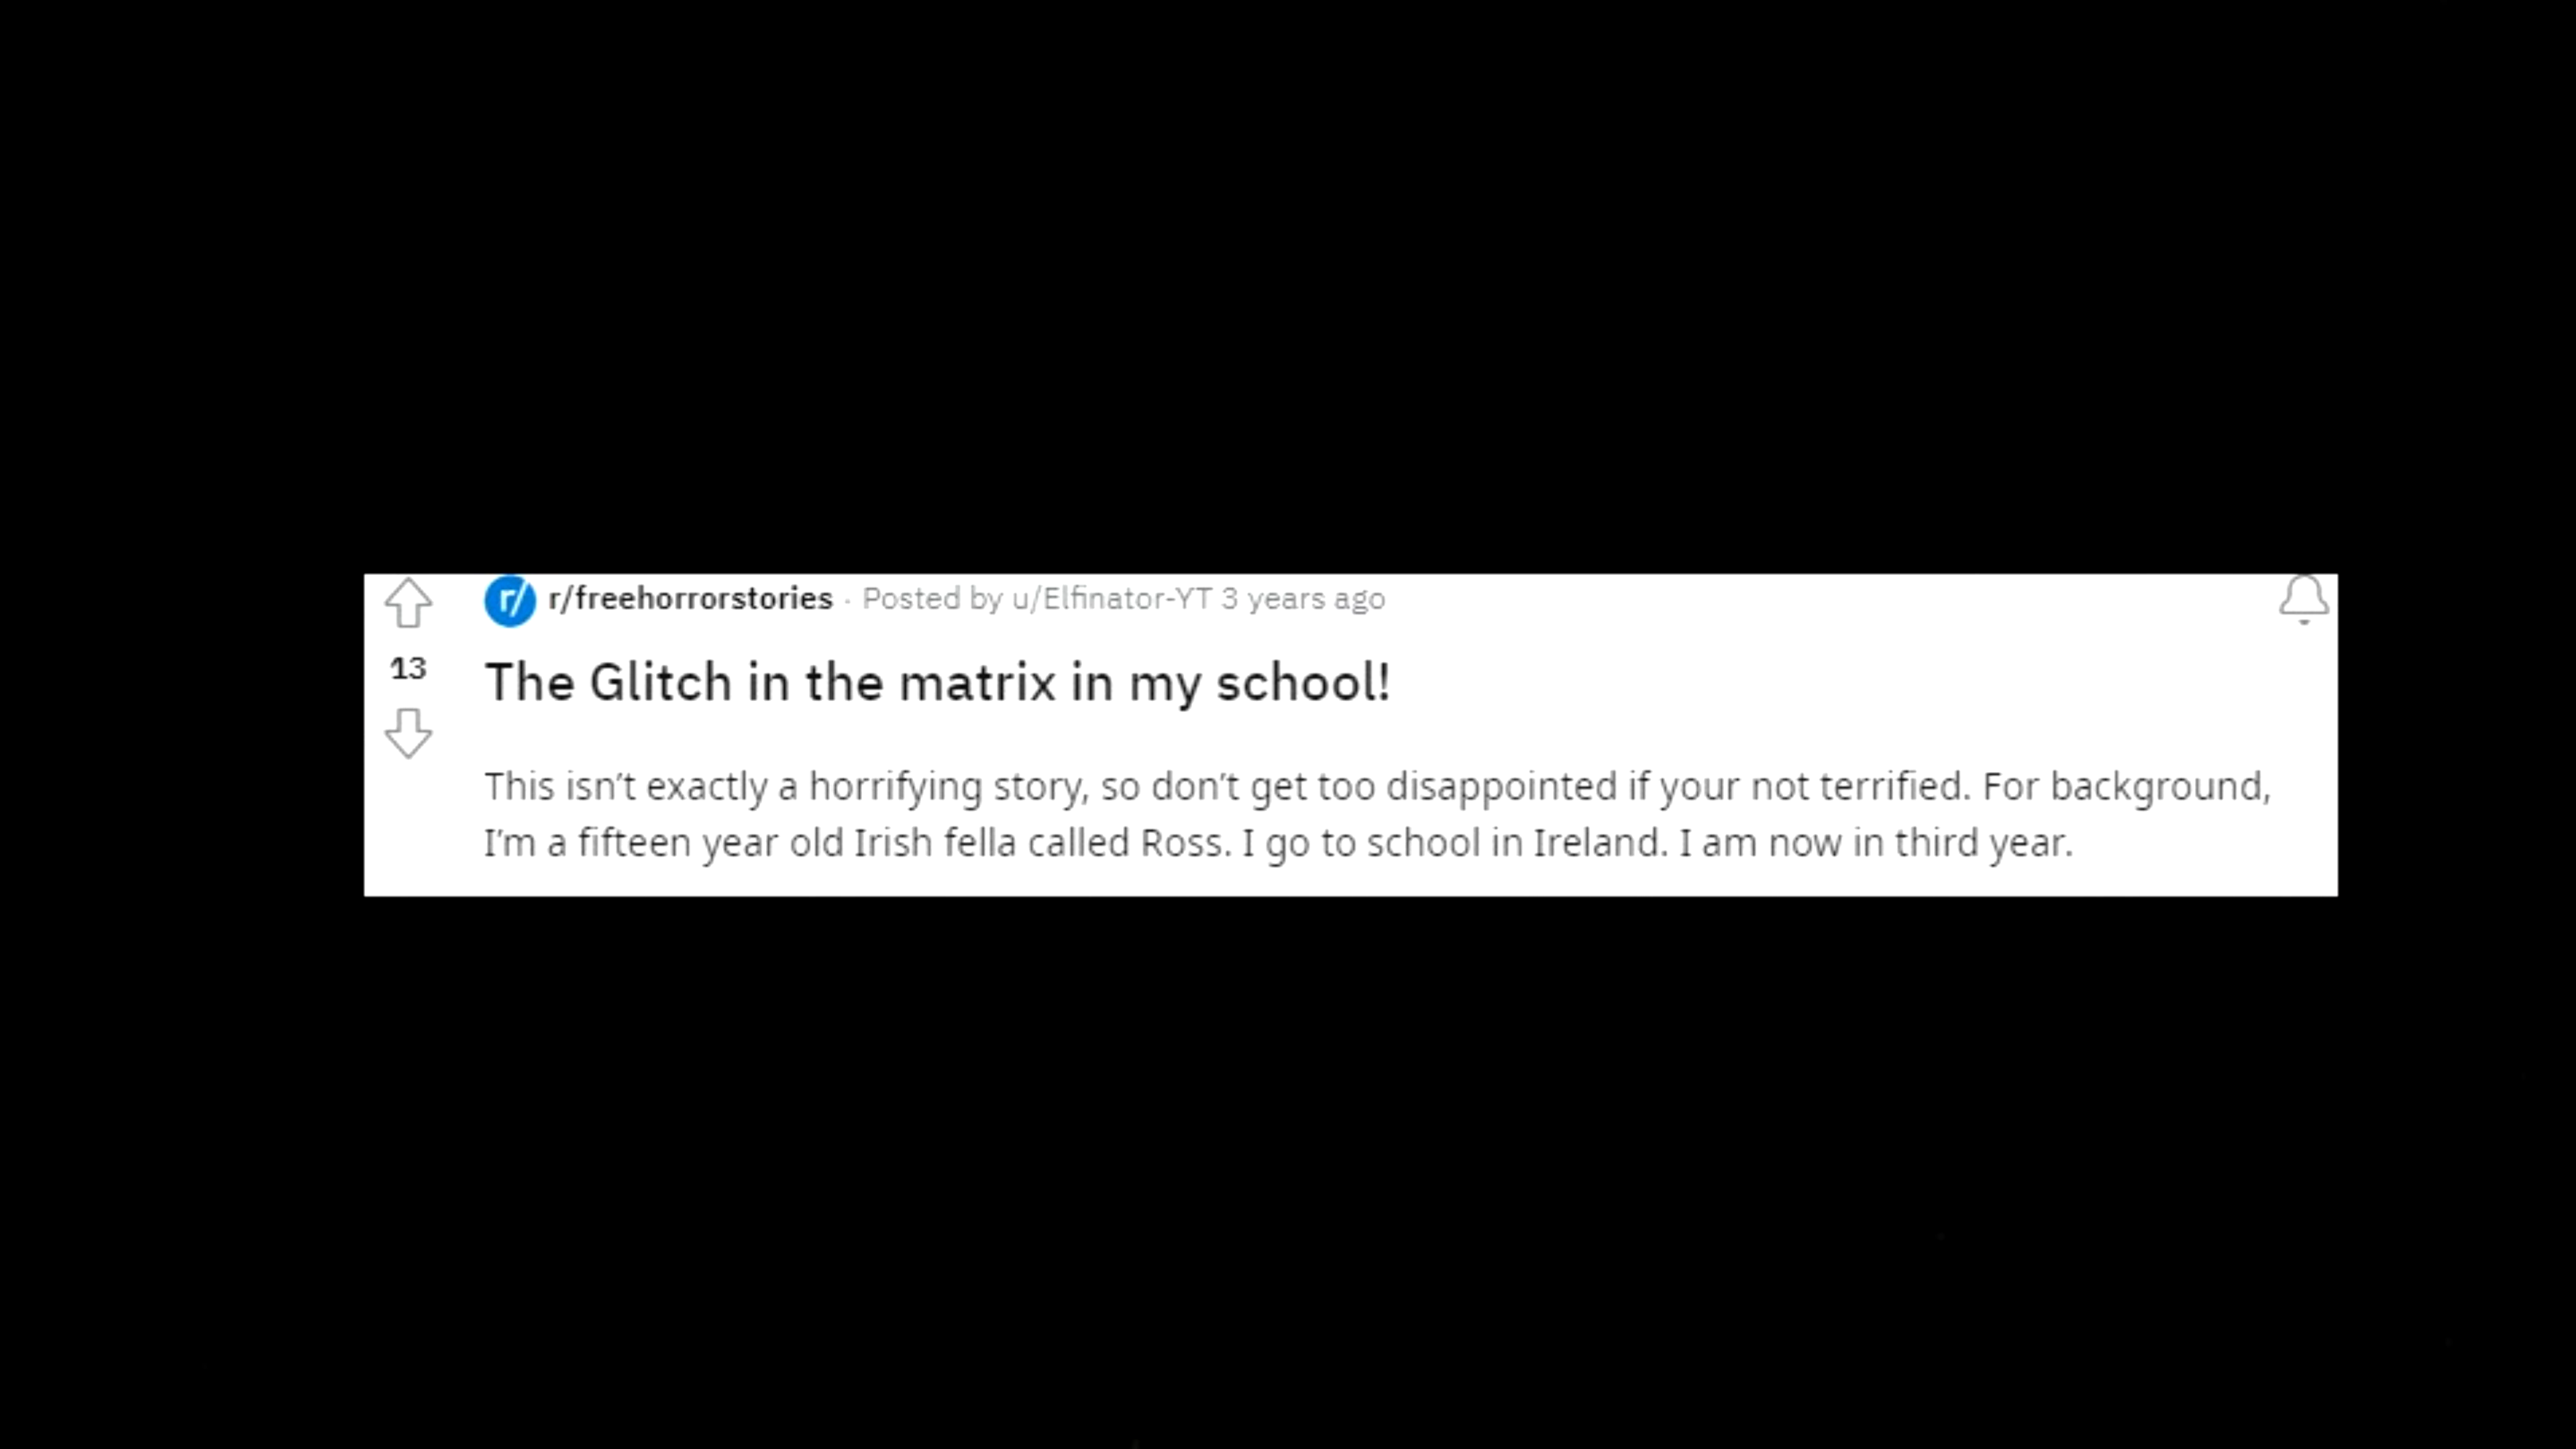 r/freehorrorstories · Posted by u/Elfinator-YT 3 years ago
13
The Glitch in the matrix in my school!
This isn’t exactly a horrifying story, so don’t get too disappointed if your not terrified. For background,
I’m a fifteen year old Irish fella called Ross. I go to school in Ireland. I am now in third year.